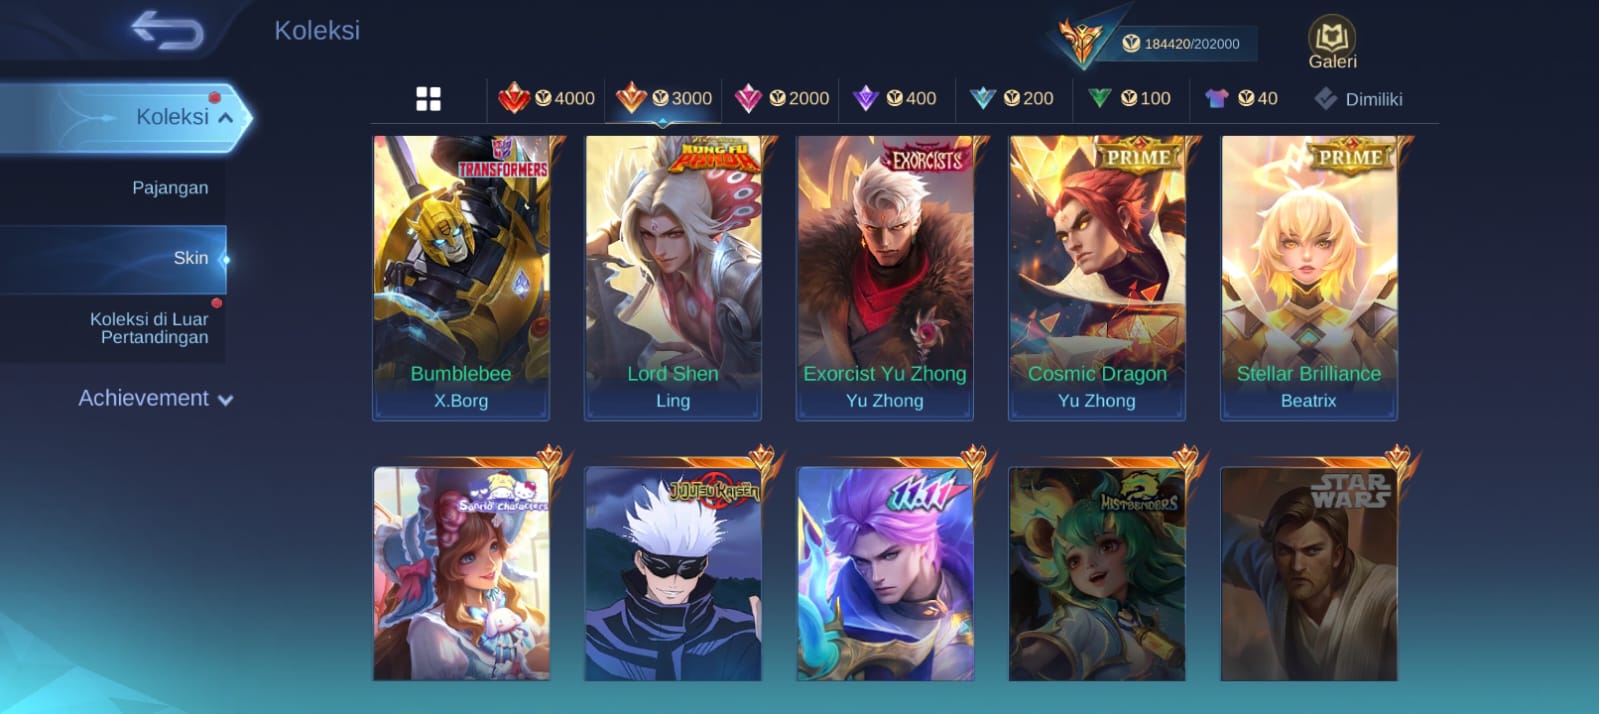 Koleksi
184420/202000
Galeri
4000
3000
2000
400
200
100
40
Dimiliki
Koleksi
Pajangan
Skin
Koleksi di Luar
Pertandingan
Achievement
TRANSFORMERS
Bumblebee
X.Borg
KUNG FU
PANDA
Lord Shen
Ling
EXORCISTS
Exorcist Yu Zhong
Yu Zhong
PRIME
Cosmic Dragon
Yu Zhong
PRIME
Stellar Brilliance
Beatrix
Sanrio characters
JUJUTSU KAISEN
11.11
MISTBENDERS
STAR
WARS